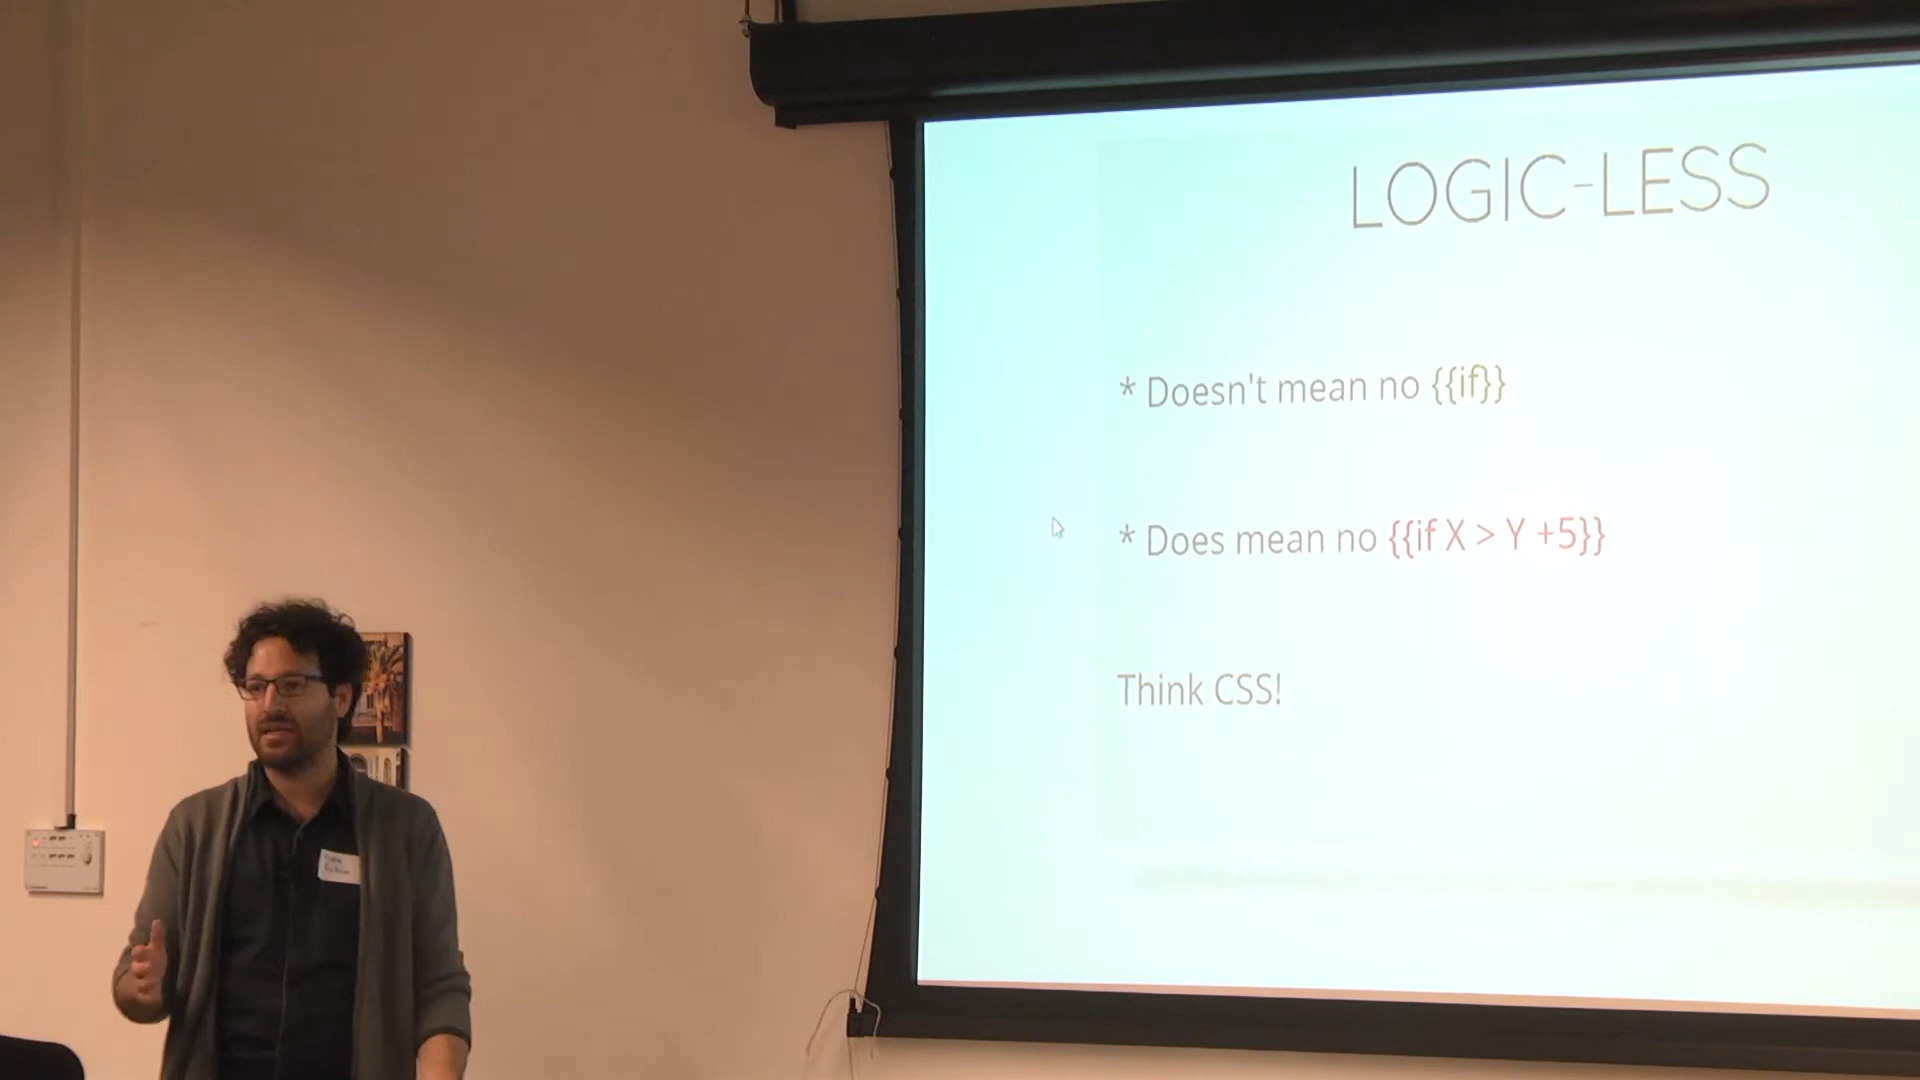 LOGIC-LESS
* Doesn't mean no {{if}}
* Does mean no {{if X > Y +5}}
Think CSS!